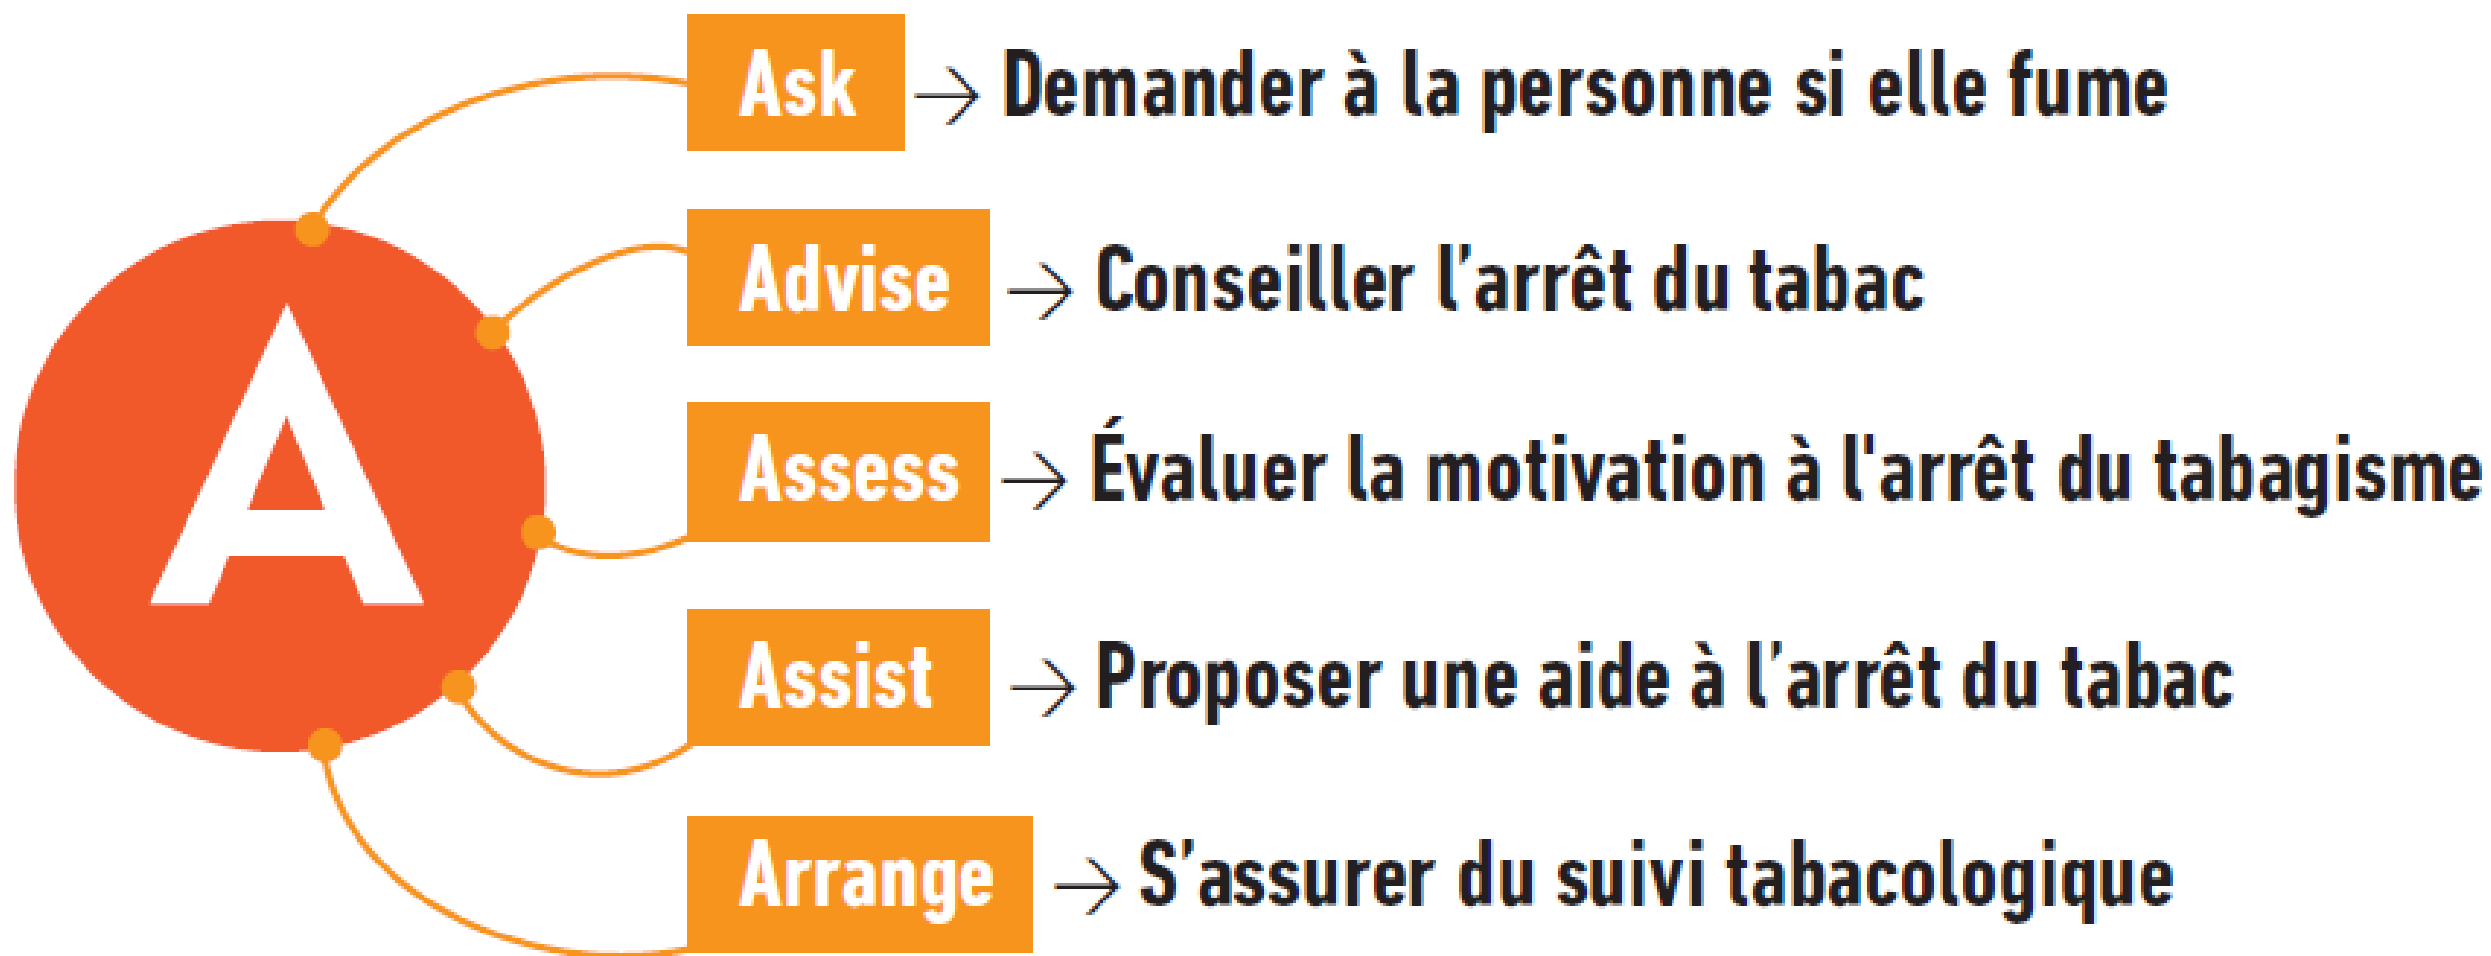 A
Ask → Demander à la personne si elle fume
Advise → Conseiller l’arrêt du tabac
Assess → Évaluer la motivation à l'arrêt du tabagisme
Assist → Proposer une aide à l’arrêt du tabac
Arrange → S’assurer du suivi tabacologique